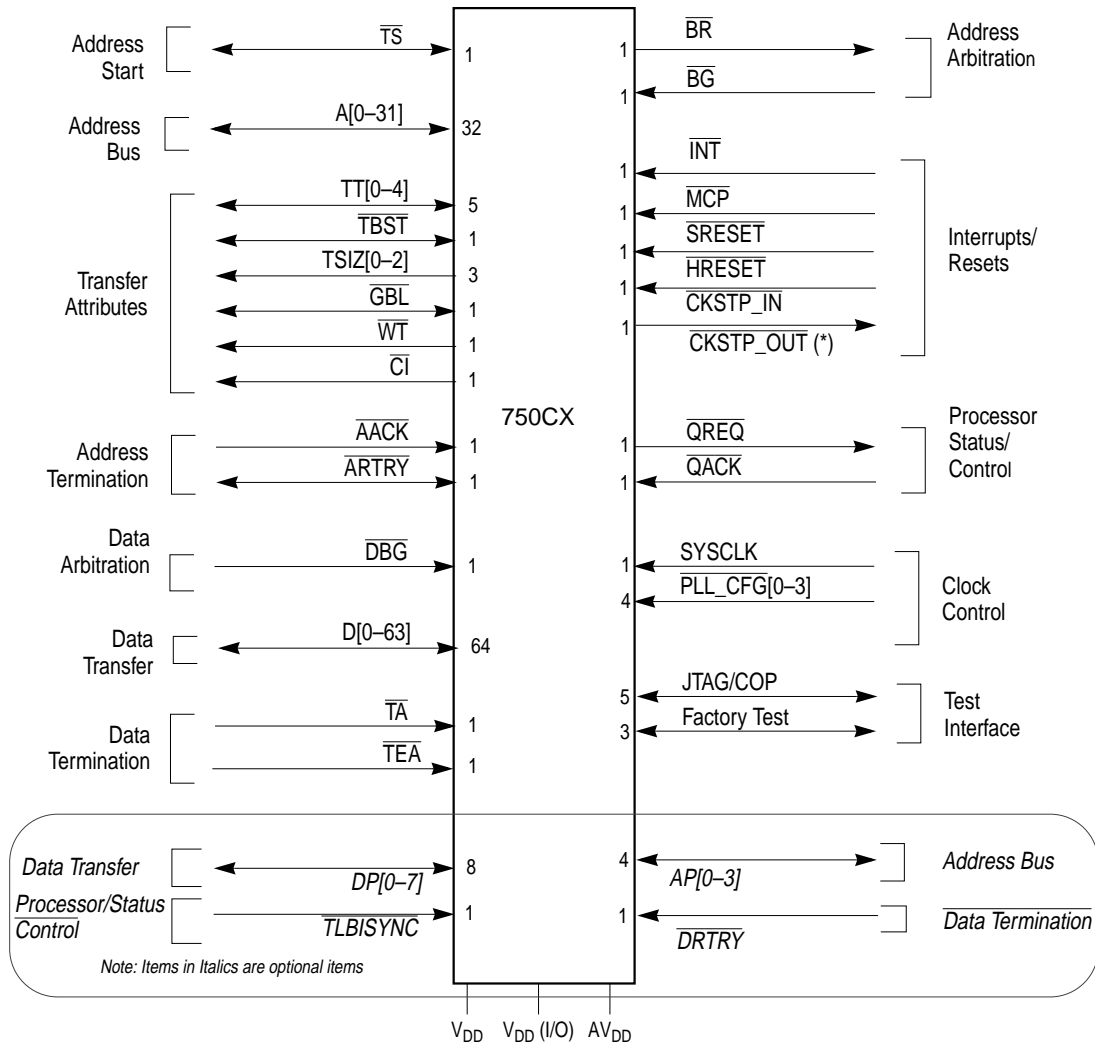 Address
Start
TS
1
Address
Bus
A[0–31]
32
Transfer
Attributes
TT[0–4]
5
TBST
1
TSIZ[0–2]
3
GBL
1
WT
1
CI
1
Address
Termination
AACK
1
ARTRY
1
Data
Arbitration
DBG
1
Data
Transfer
D[0–63]
64
Data
Termination
TA
1
TEA
1
750CX
1
BR
1
BG
Address
Arbitration
1
INT
1
MCP
1
SRESET
1
HRESET
CKSTP_IN
1
CKSTP_OUT (*)
Interrupts/
Resets
1
QREQ
1
QACK
Processor
Status/
Control
1
SYSCLK
4
PLL_CFG[0–3]
Clock
Control
5
JTAG/COP
3
Factory Test
Test
Interface
Data Transfer
DP[0–7]
8
Processor/Status
Control
TLBISYNC
1
4
AP[0–3]
Address Bus
1
DRTRY
Data Termination
Note: Items in Italics are optional items
VDD
VDD (I/O)
AVDD